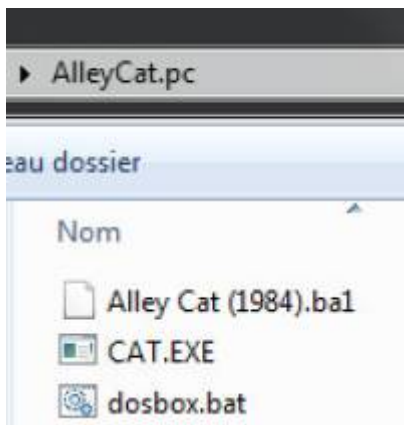 AlleyCat.pc
eau dossier
Nom
Alley Cat (1984).ba1
CAT.EXE
dosbox.bat